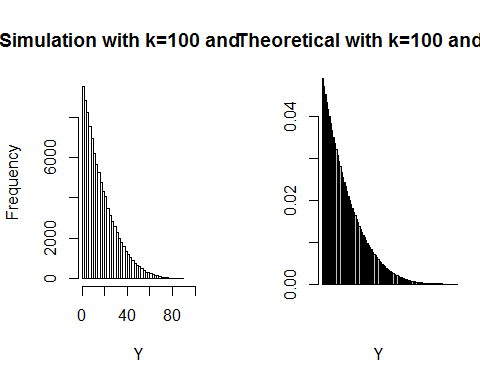 Simulation with k=100 and
Theoretical with k=100 and
Frequency
0
2000
6000
0
40
80
Y
0.00
0.02
0.04
Y